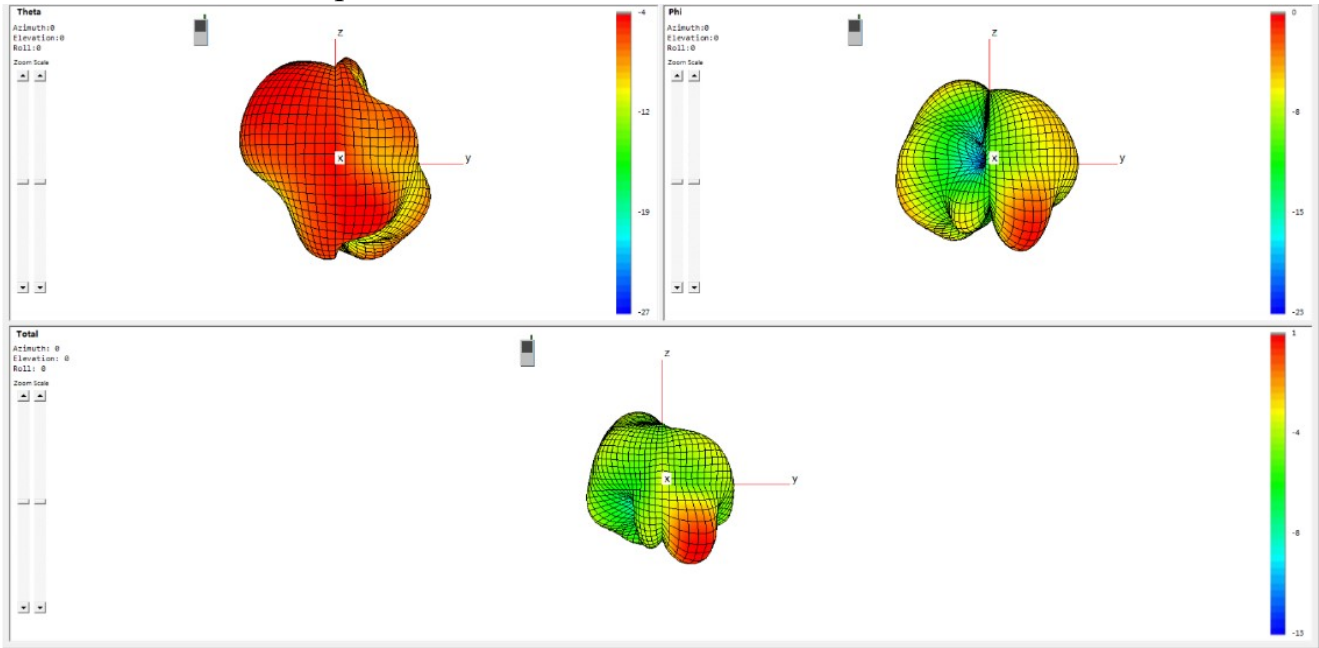 Theta
Azimuth:0
Elevation:0
Roll:0
Zoom Scale
z
x
y
-4
-12
-19
-27
Phi
Azimuth:0
Elevation:0
Roll:0
Zoom Scale
z
x
y
0
-8
-15
-23
Total
Azimuth: 0
Elevation: 0
Roll: 0
Zoom Scale
z
x
y
1
-4
-8
-13